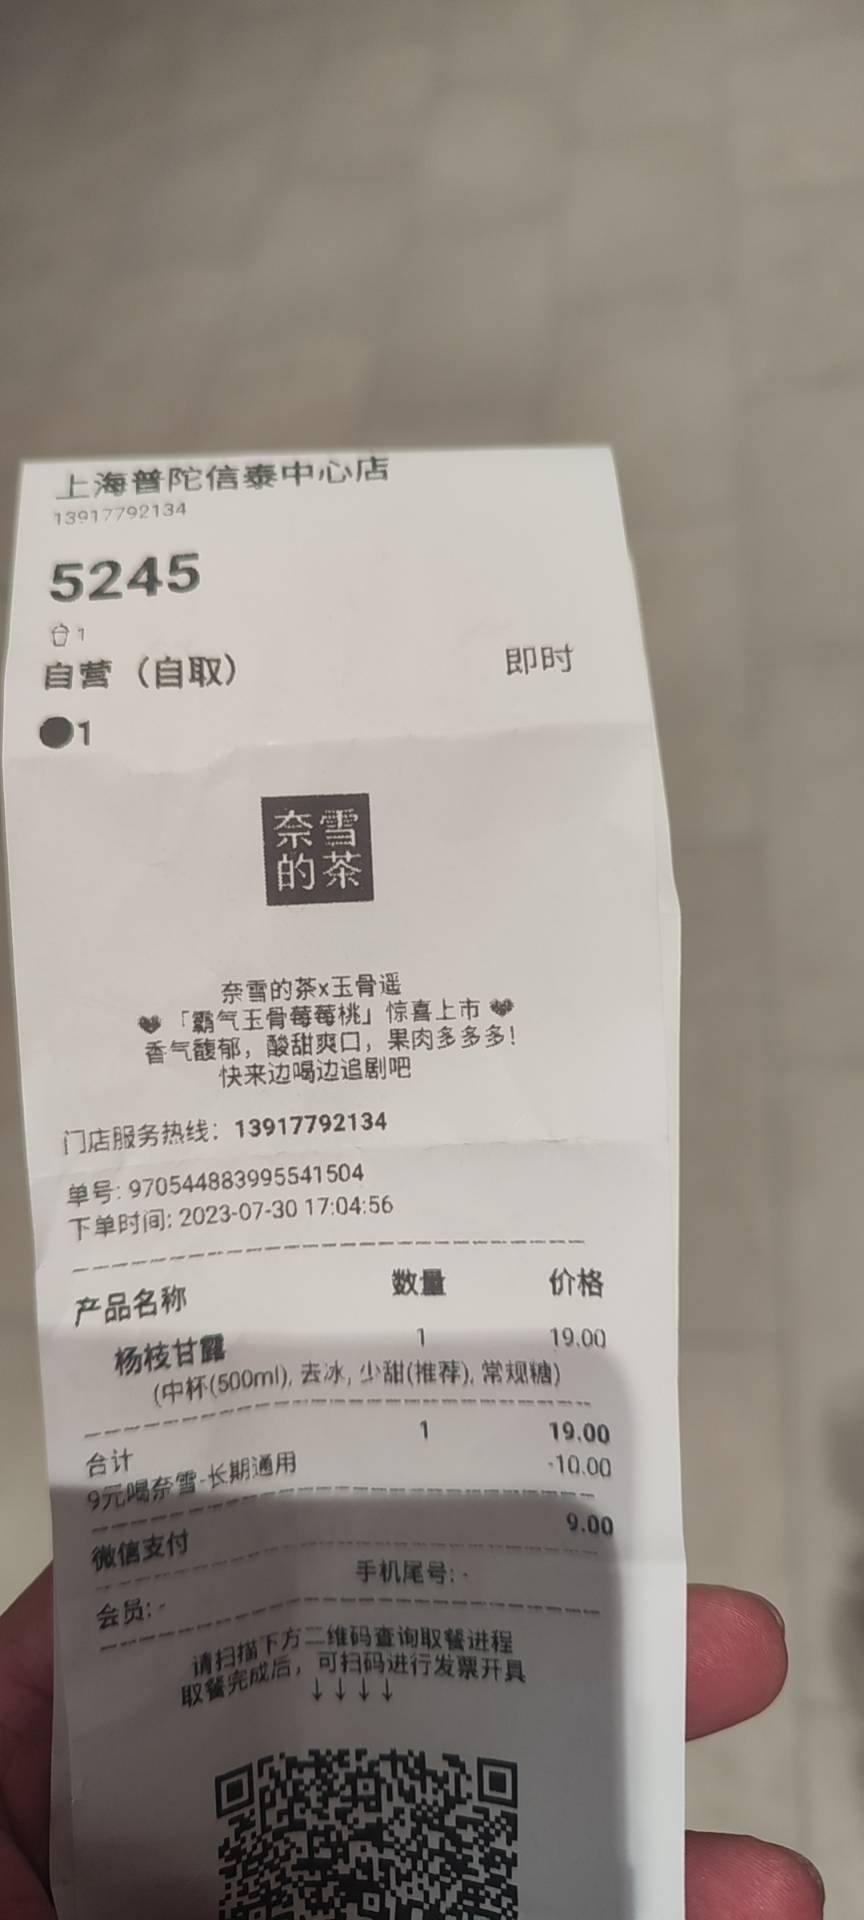 上海普陀信泰中心店
13917792134
5245
1
自营（自取） 即时
1
奈雪
的茶
奈雪的茶x玉骨遥
「霸气玉骨莓莓桃」惊喜上市
香气馥郁，酸甜爽口，果肉多多多！
快来边喝边追剧吧
门店服务热线：13917792134
单号: 970544883995541504
下单时间: 2023-07-30 17:04:56
产品名称 数量 价格
杨枝甘露 1 19.00
(中杯(500ml), 去冰, 少甜(推荐), 常规糖)
合计 1 19.00
9元喝奈雪-长期通用 -10.00
微信支付 9.00
会员: - 手机尾号: -
请扫描下方二维码查询取餐进程
取餐完成后，可扫码进行发票开具
↓↓↓↓